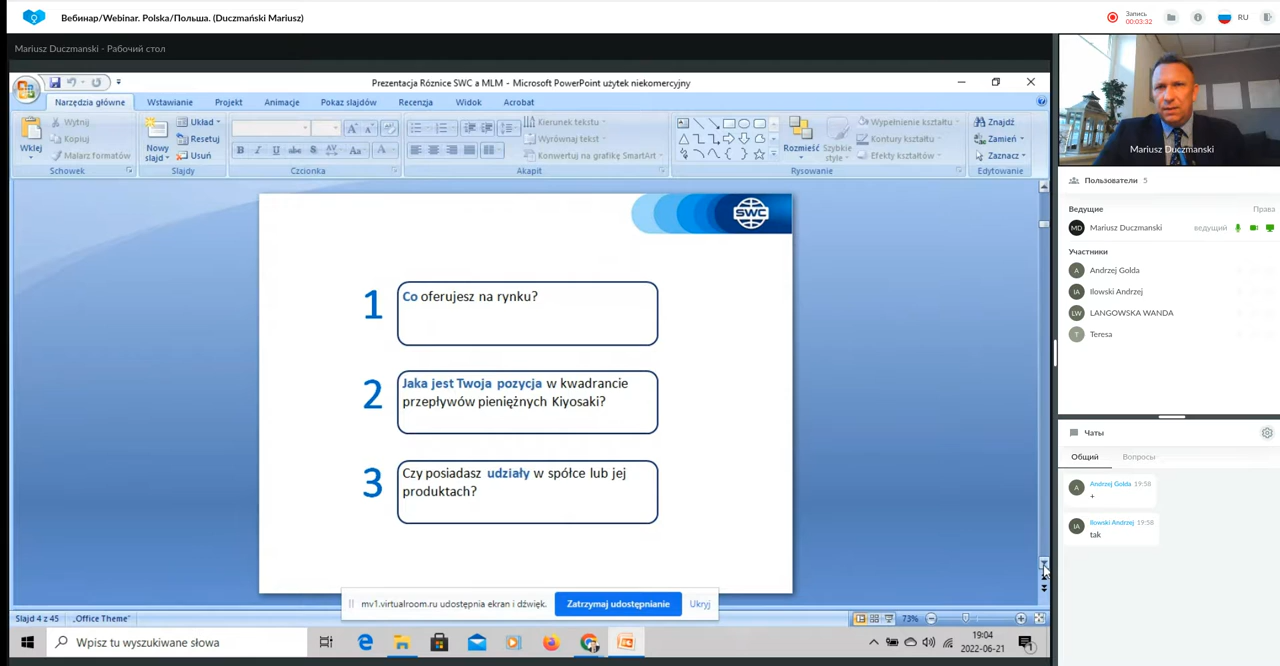 Вебинар/Webinar. Polska/Польша. (Duczmański Mariusz)
Запись
00:03:32
RU
Mariusz Duczmanski - Рабочий стол
Prezentacja Róznice SWC a MLM - Microsoft PowerPoint użytek niekomercyjny
Narzędzia główne Wstawianie Projekt Animacje Pokaz slajdów Recenzja Widok Acrobat
Wklej
Wytnij
Kopiuj
Malarz formatów
Schowek
Nowy slajd
Układ
Resetuj
Usuń
Slajdy
Czcionka
Kierunek tekstu
Wyrównaj tekst
Konwertuj na grafikę SmartArt
Akapit
Rozmieść
Szybkie style
Wypełnienie kształtu
Kontury kształtu
Efekty kształtów
Rysowanie
Znajdź
Zamień
Zaznacz
Edytowanie
SWC
1 Co oferujesz na rynku?
2 Jaka jest Twoja pozycja w kwadrancie
przepływów pieniężnych Kiyosaki?
3 Czy posiadasz udziały w spółce lub jej
produktach?
mv1.virtualroom.ru udostępnia ekran i dźwięk. Zatrzymaj udostępnianie Ukryj
Slajd 4 z 45 „Office Theme” 73%
Wpisz tu wyszukiwane słowa
19:04
2022-06-21
1
Mariusz Duczmanski
Пользователи 5
Ведущие Права
MD Mariusz Duczmanski ведущий
Участники
A Andrzej Golda
IA Ilowski Andrzej
LW LANGOWSKA WANDA
T Teresa
Чаты
Общий Вопросы
A Andrzej Golda 19:58
+
IA Ilowski Andrzej 19:58
tak